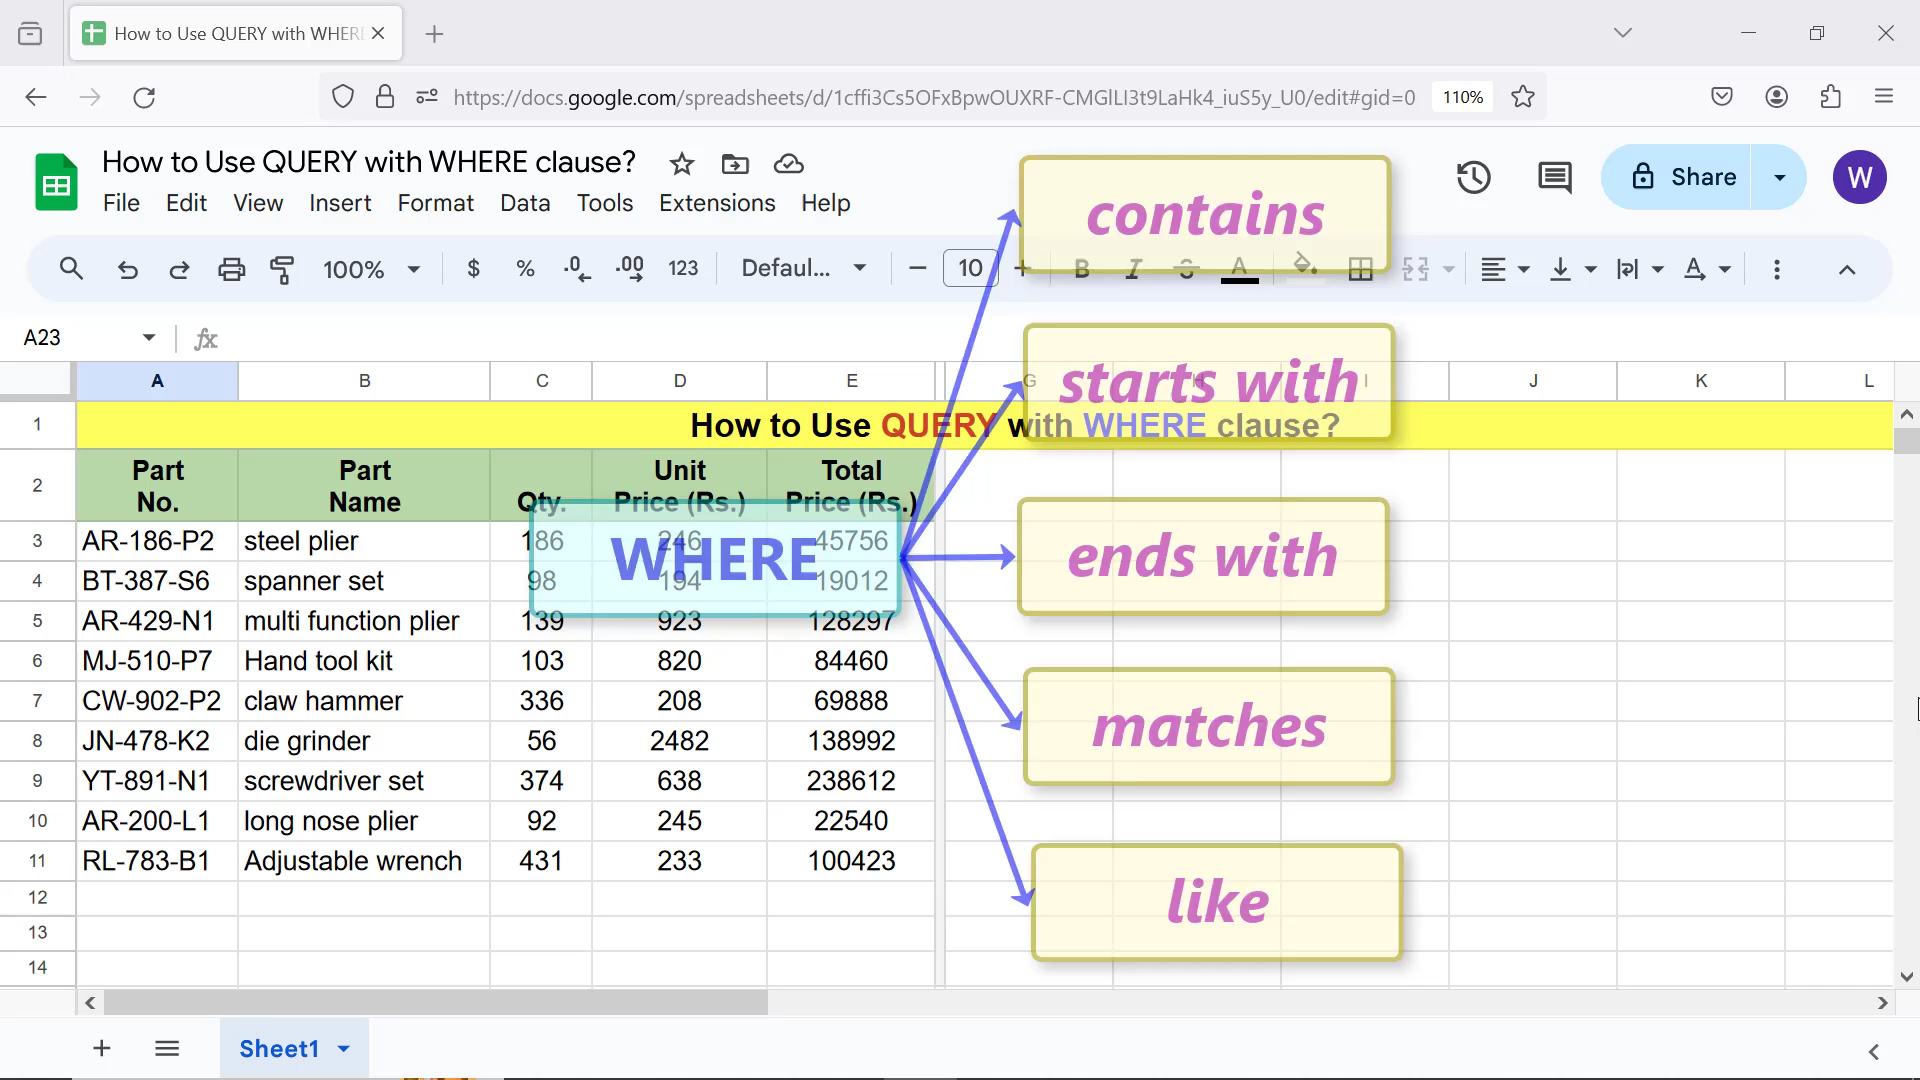 How to Use QUERY with WHERE
https://docs.google.com/spreadsheets/d/1cffi3Cs5OFxBpwOUXRF-CMGlLI3t9LaHk4_iuS5y_U0/edit#gid=0
110%
How to Use QUERY with WHERE clause?
File Edit View Insert Format Data Tools Extensions Help
Share
W
100% $ % .0 .00 123 Defaul... 10 B I S A
A23 fx
A B C D E G H I J K L
1 How to Use QUERY with WHERE clause?
2 Part No. Part Name Qty. Unit Price (Rs.) Total Price (Rs.)
3 AR-186-P2 steel plier 186 246 45756
4 BT-387-S6 spanner set 98 194 19012
5 AR-429-N1 multi function plier 139 923 128297
6 MJ-510-P7 Hand tool kit 103 820 84460
7 CW-902-P2 claw hammer 336 208 69888
8 JN-478-K2 die grinder 56 2482 138992
9 YT-891-N1 screwdriver set 374 638 238612
10 AR-200-L1 long nose plier 92 245 22540
11 RL-783-B1 Adjustable wrench 431 233 100423
12
13
14
WHERE
contains
starts with
ends with
matches
like
Sheet1